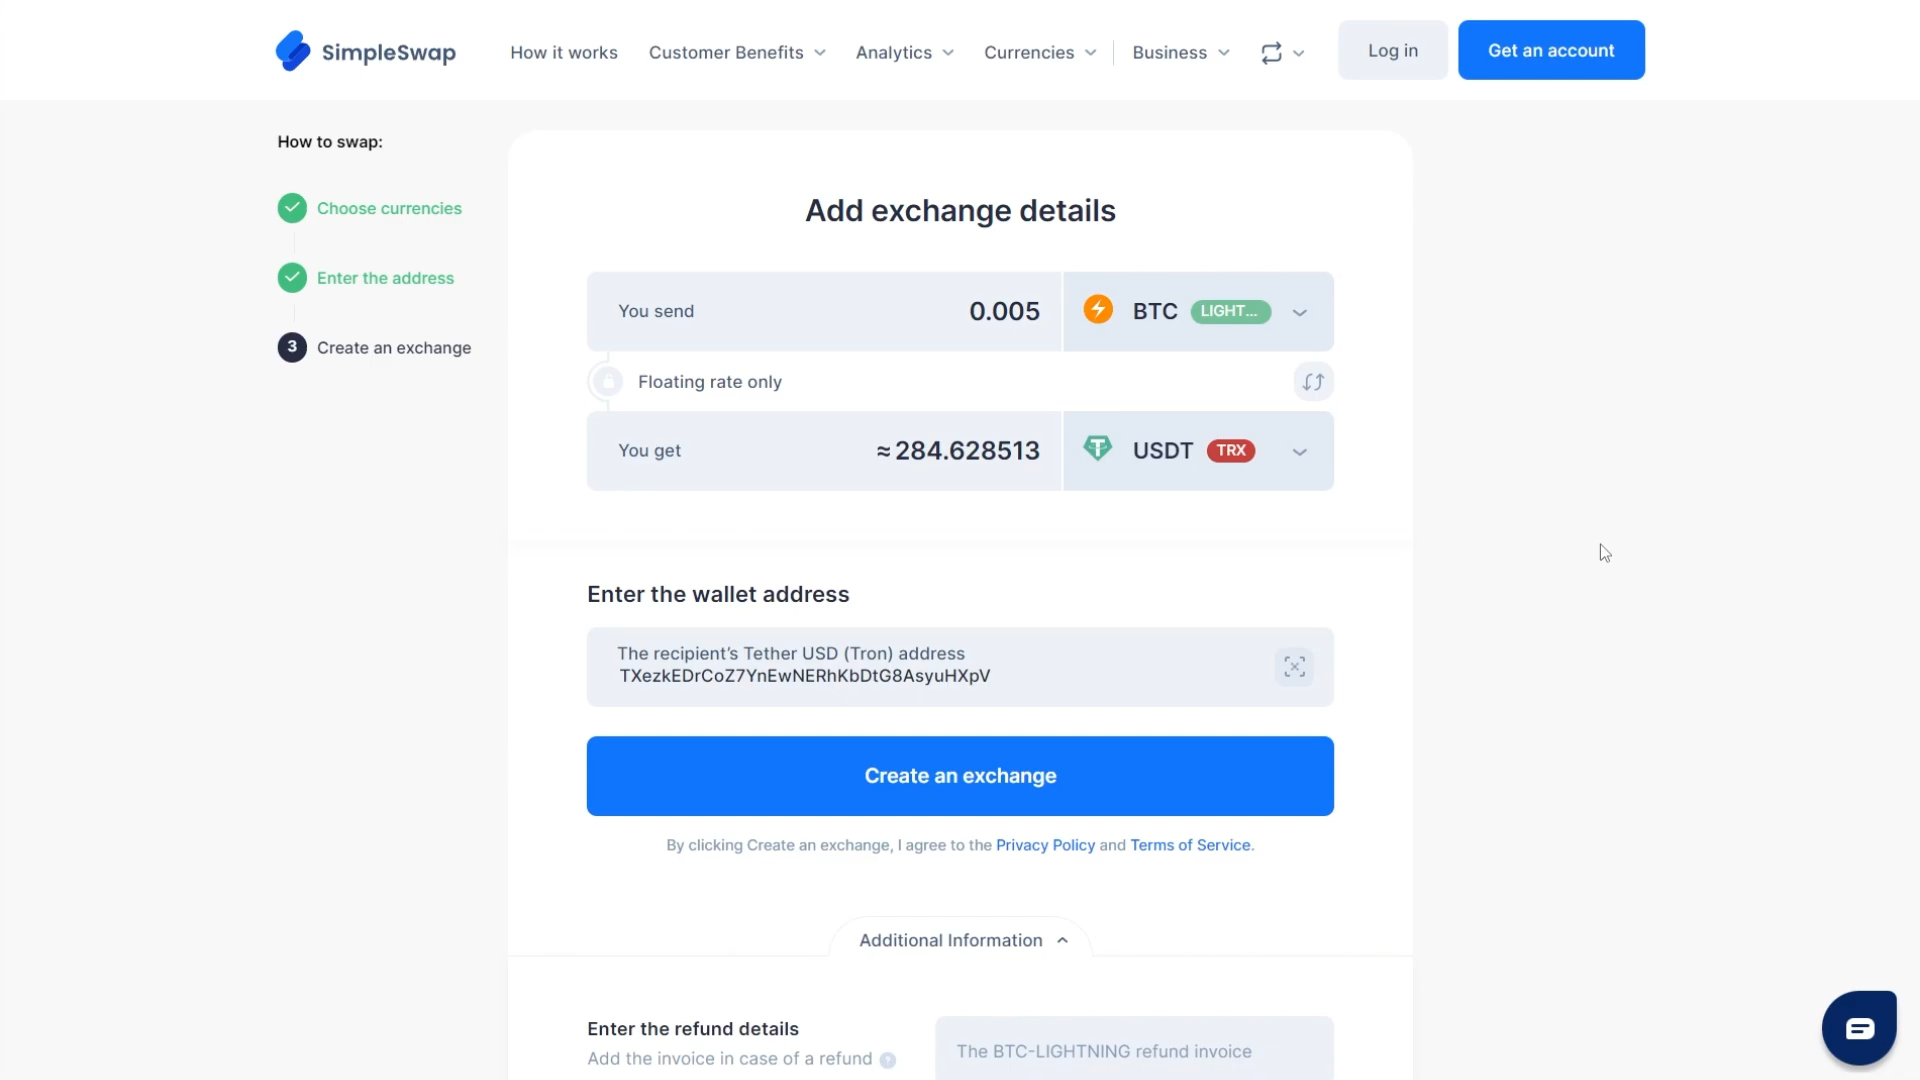 SimpleSwap
How it works
Customer Benefits
Analytics
Currencies
Business
Log in
Get an account
How to swap:
Choose currencies
Enter the address
3 Create an exchange
Add exchange details
You send 0.005 BTC LIGHT...
Floating rate only
You get ≈ 284.628513 USDT TRX
Enter the wallet address
The recipient's Tether USD (Tron) address
TXezkEDrCoZ7YnEwNERhKbDtG8AsyuHXpV
Create an exchange
By clicking Create an exchange, I agree to the Privacy Policy and Terms of Service.
Additional Information
Enter the refund details
Add the invoice in case of a refund
The BTC-LIGHTNING refund invoice